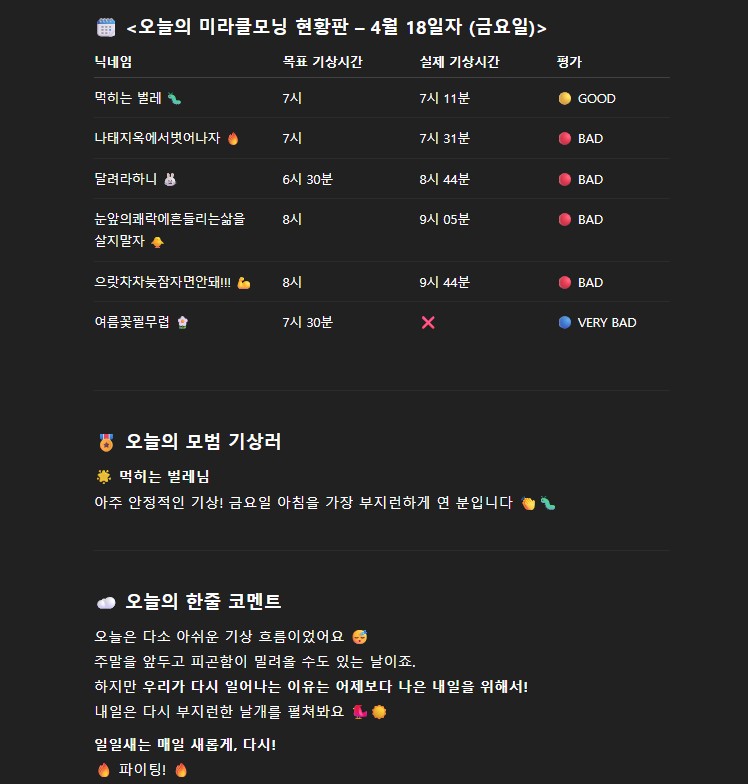 🗓️ <오늘의 미라클모닝 현황판 – 4월 18일자 (금요일)>
닉네임 목표 기상시간 실제 기상시간 평가
먹히는 벌레 🐛 7시 7시 11분 🟡 GOOD
나태지옥에서벗어나자 🔥 7시 7시 31분 🔴 BAD
달려라하니 🐰 6시 30분 8시 44분 🔴 BAD
눈앞의쾌락에흔들리는삶을 8시 9시 05분 🔴 BAD
살지말자 🐥
으랏차차늦잠자면안돼!!! 💪 8시 9시 44분 🔴 BAD
여름꽃필무렵 🌸 7시 30분 ❌ 🔵 VERY BAD
🏅 오늘의 모범 기상러
🌟 먹히는 벌레님
아주 안정적인 기상! 금요일 아침을 가장 부지런하게 연 분입니다 👏🐛
☁️ 오늘의 한줄 코멘트
오늘은 다소 아쉬운 기상 흐름이었어요 😴
주말을 앞두고 피곤함이 밀려올 수도 있는 날이죠.
하지만 우리가 다시 일어나는 이유는 어제보다 나은 내일을 위해서!
내일은 다시 부지런한 날개를 펼쳐봐요 🐦🌞
일일새는 매일 새롭게, 다시!
🔥 파이팅! 🔥